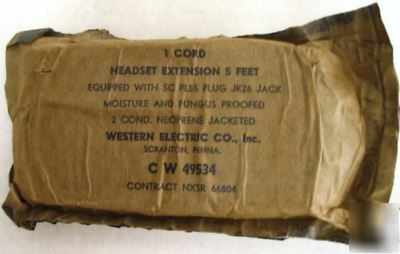 1 CORD
HEADSET EXTENSION 5 FEET
EQUIPPED WITH SC PL55 PLUG JK26 JACK
MOISTURE AND FUNGUS PROOFED
2 COND. NEOPRENE JACKETED
WESTERN ELECTRIC CO., Inc.
SCRANTON, PENNA.
C W 49534
CONTRACT NXSR 66804